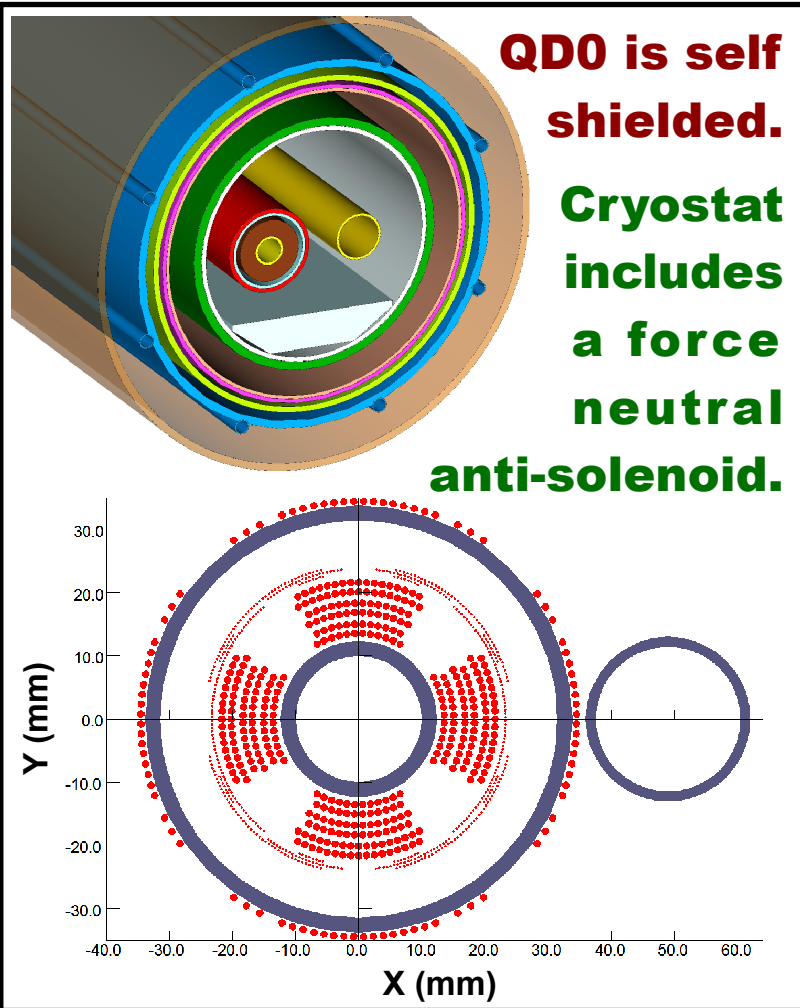 QD0 is self
shielded.
Cryostat
includes
a force
neutral
anti-solenoid.
30.0
20.0
10.0
0.0
-10.0
-20.0
-30.0
Y (mm)
-40.0 -30.0 -20.0 -10.0 0.0 10.0 20.0 30.0 40.0 50.0 60.0
X (mm)